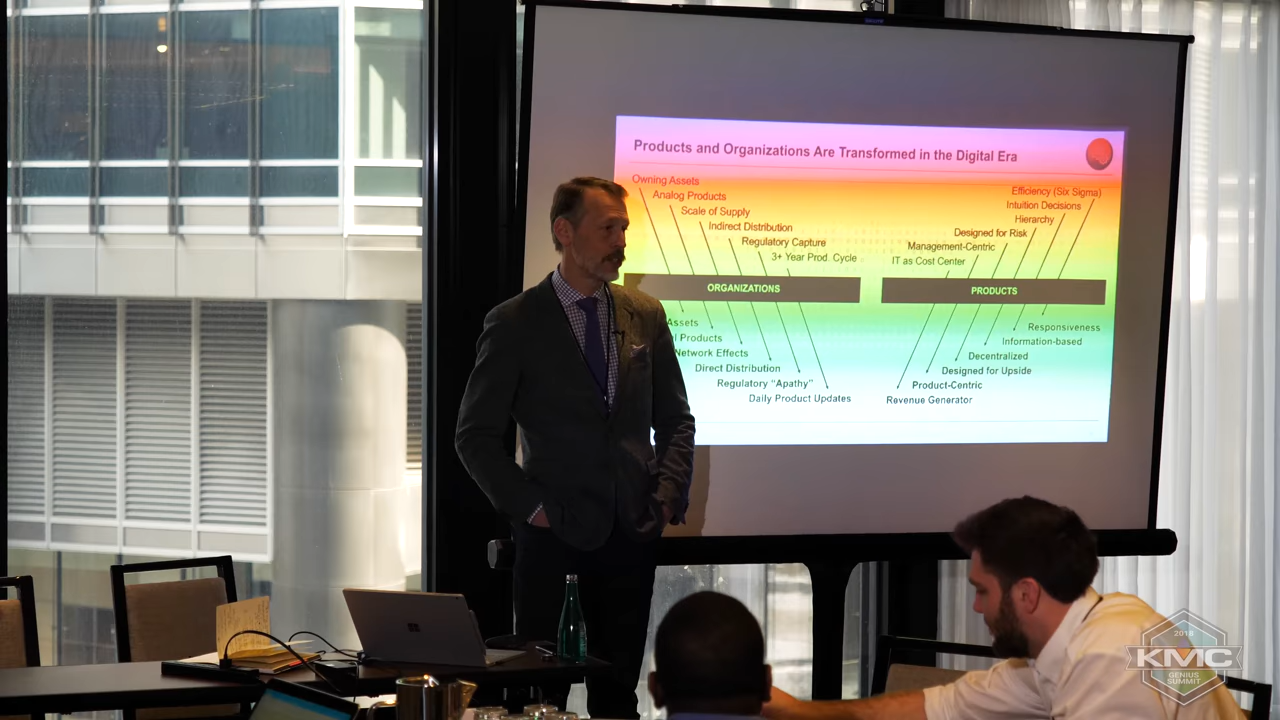 Products and Organizations Are Transformed in the Digital Era
Owning Assets
Analog Products
Scale of Supply
Indirect Distribution
Regulatory Capture
3+ Year Prod. Cycle
ORGANIZATIONS
Assets
Products
Network Effects
Direct Distribution
Regulatory "Apathy"
Daily Product Updates
Efficiency (Six Sigma)
Intuition Decisions
Hierarchy
Designed for Risk
Management-Centric
IT as Cost Center
PRODUCTS
Responsiveness
Information-based
Decentralized
Designed for Upside
Product-Centric
Revenue Generator
2018
KMC
GENIUS
SUMMIT